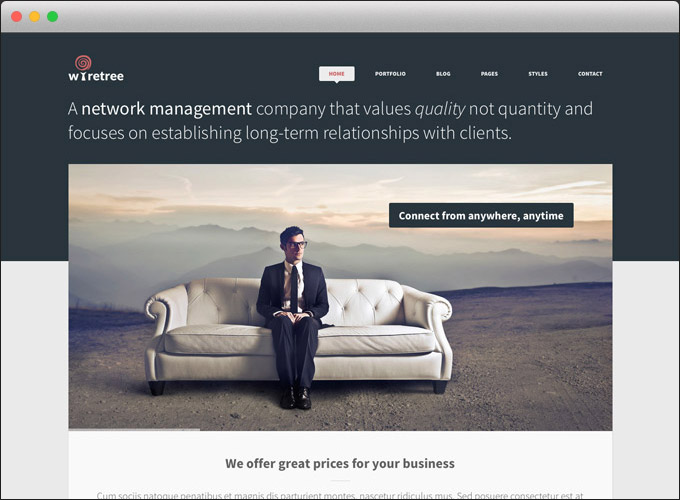 wiretree
HOME PORTFOLIO BLOG PAGES STYLES CONTACT
A network management company that values quality not quantity and
focuses on establishing long-term relationships with clients.
Connect from anywhere, anytime
We offer great prices for your business
Cum sociis natoque penatibus et magnis dis parturient montes, nascetur ridiculus mus. Sed posuere consectetur est at